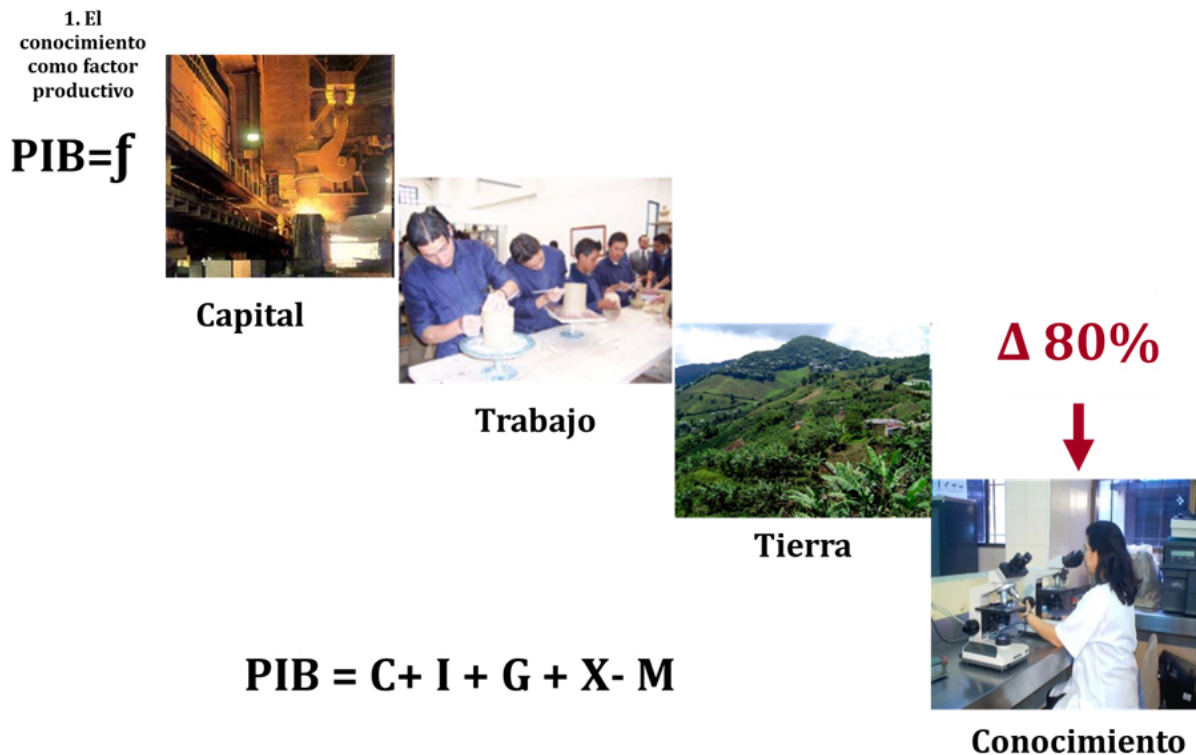 1. El
conocimiento
como factor
productivo
PIB=ƒ
Capital
Trabajo
Δ 80%
Tierra
PIB = C+ I + G + X- M
Conocimiento